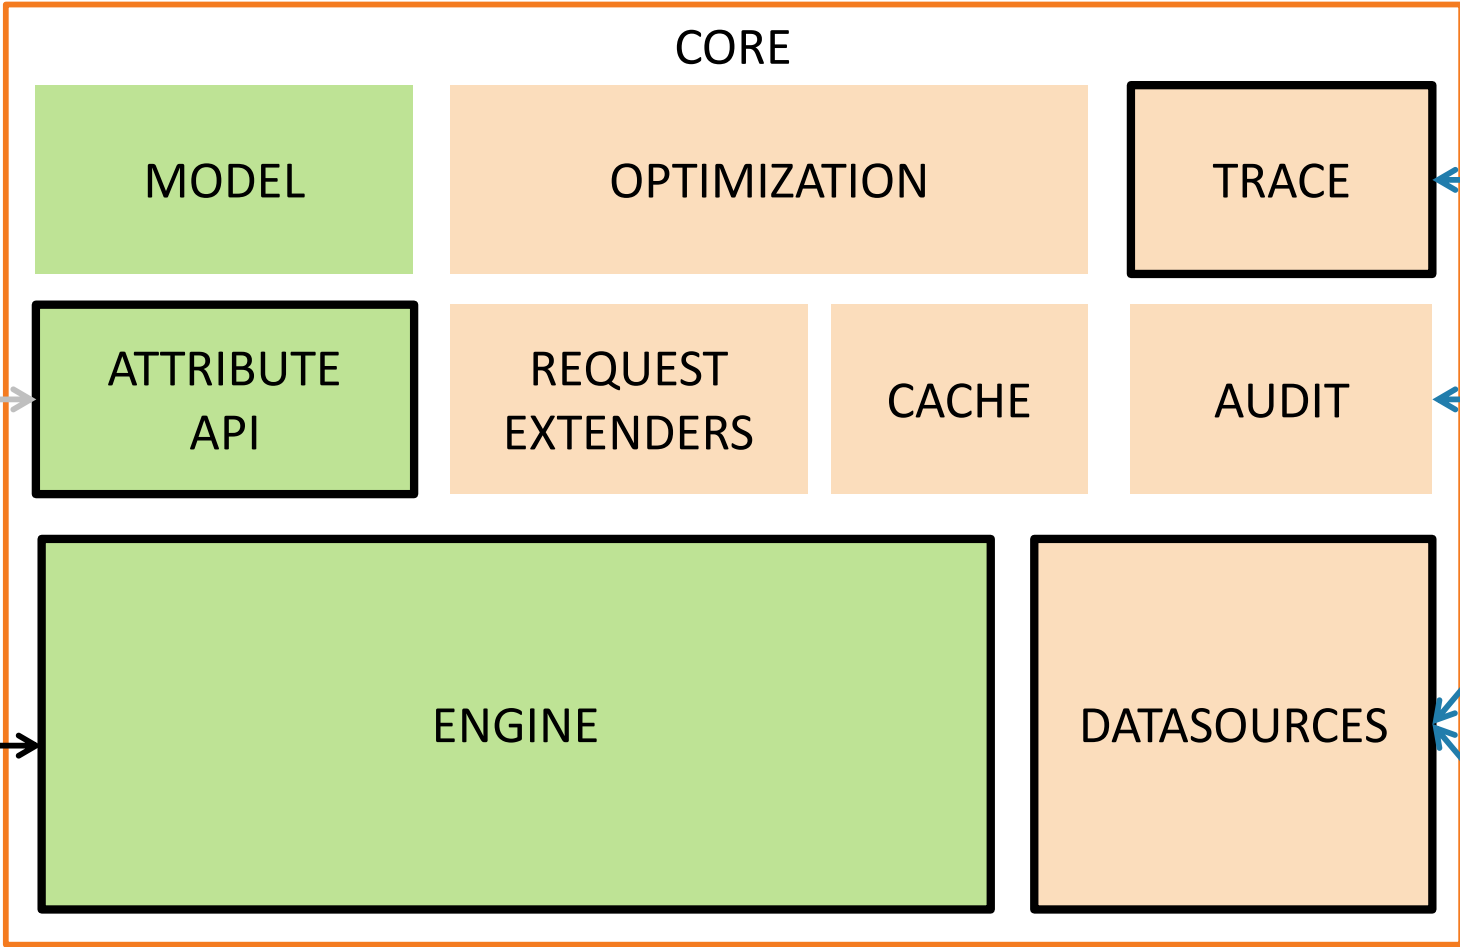 CORE
MODEL
OPTIMIZATION
TRACE
ATTRIBUTE
API
REQUEST
EXTENDERS
CACHE
AUDIT
ENGINE
DATASOURCES